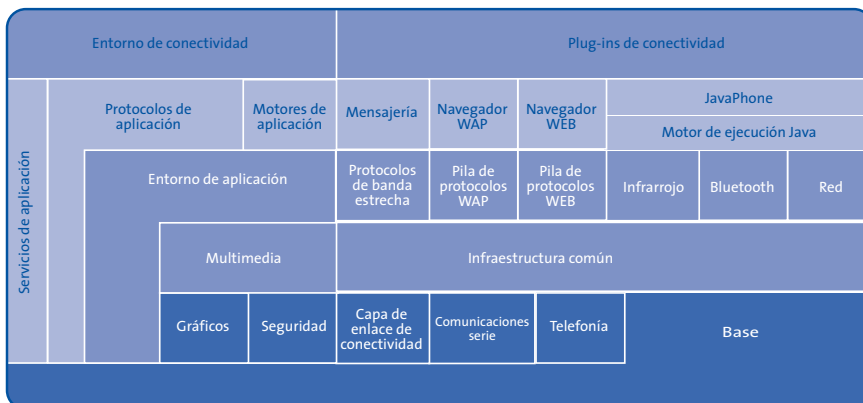 Entorno de conectividad
Plug-ins de conectividad
Servicios de aplicación
Protocolos de
aplicación
Motores de
aplicación
Mensajería
Navegador
WAP
Navegador
WEB
JavaPhone
Motor de ejecución Java
Entorno de aplicación
Protocolos
de banda
estrecha
Pila de
protocolos
WAP
Pila de
protocolos
WEB
Infrarrojo
Bluetooth
Red
Multimedia
Infraestructura común
Gráficos
Seguridad
Capa de
enlace de
conectividad
Comunicaciones
serie
Telefonía
Base